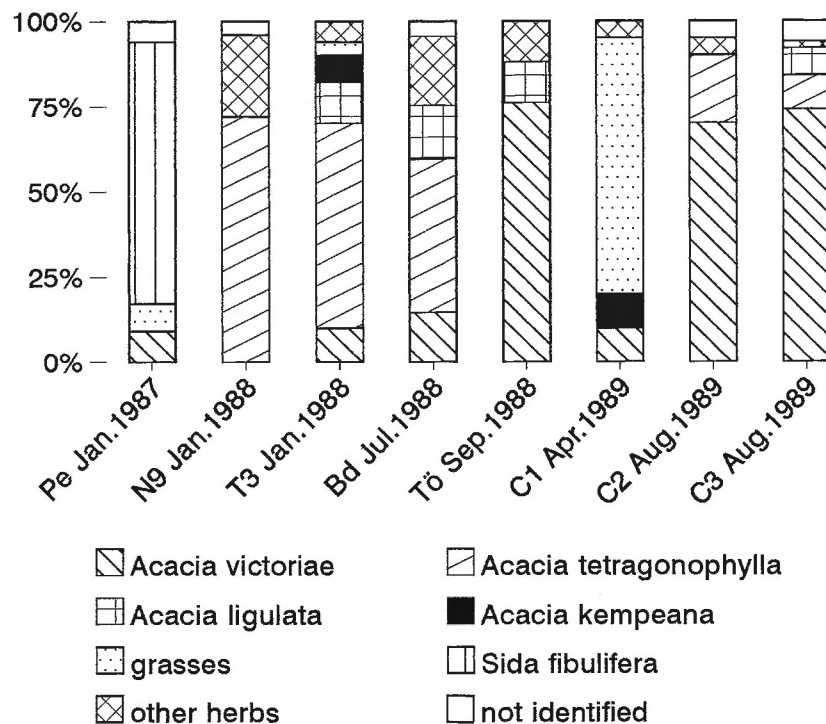 100%
75%
50%
25%
0%
Pe Jan.1987
N9 Jan.1988
T3 Jan.1988
Bd Jul.1988
Tö Sep.1988
C1 Apr.1989
C2 Aug.1989
C3 Aug.1989
Acacia victoriae
Acacia tetragonophylla
Acacia ligulata
Acacia kempeana
grasses
Sida fibulifera
other herbs
not identified